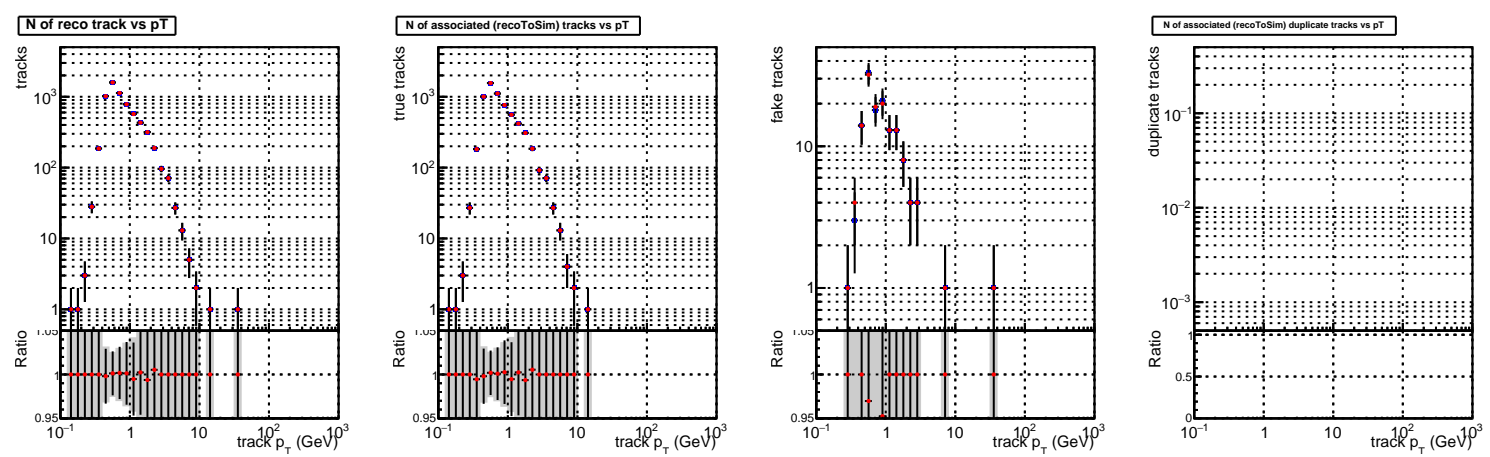 N of reco track vs pT
tracks
10³
10²
10
1
1.05
Ratio
1
0.95
10⁻¹ 1 10 10² 10³
track p_T (GeV)
N of associated (recoToSim) tracks vs pT
true tracks
10³
10²
10
1
1.05
Ratio
1
0.95
10⁻¹ 1 10 10² 10³
track p_T (GeV)
fake tracks
10
1
1.05
Ratio
1
0.95
10⁻¹ 1 10 10² 10³
track p_T (GeV)
N of associated (recoToSim) duplicate tracks vs pT
duplicate tracks
10⁻¹
10⁻²
10⁻³
Ratio
1
0.5
0
10⁻¹ 1 10 10² 10³
track p_T (GeV)